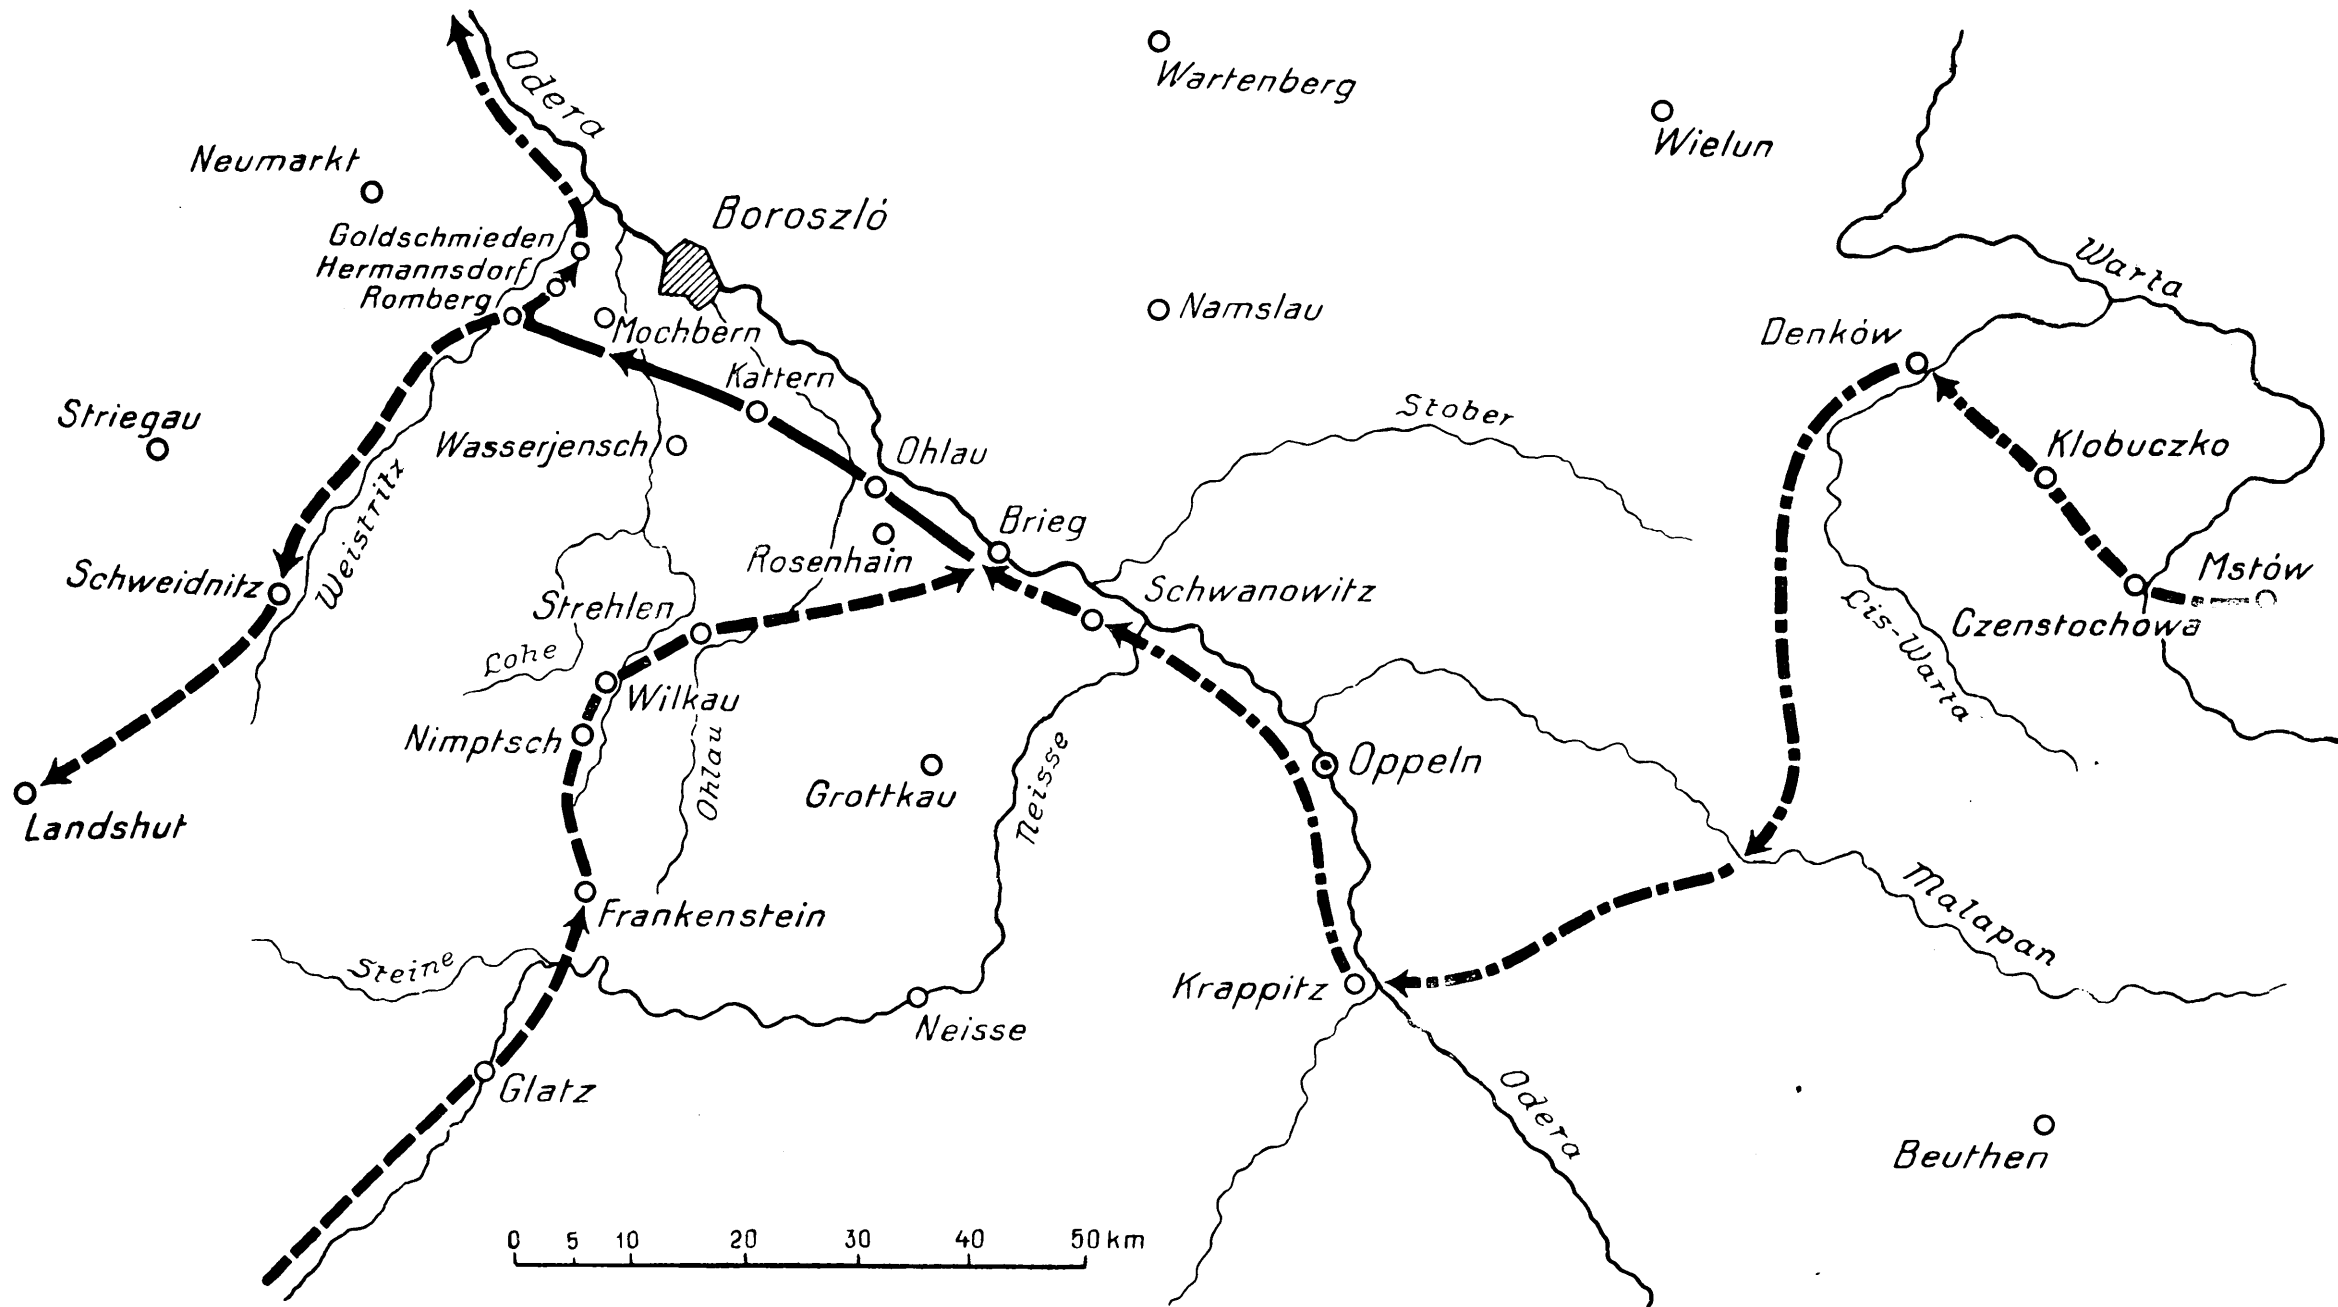 Odera
Wartenberg
Wielun
Neumarkt
Boroszló
Goldschmieden
Hermannsdorf
Romberg
Warta
Namslau
Mochbern
Denków
Kattern
Striegau
Stober
Wasserjensch
Ohlau
Klobuczko
Weistritz
Brieg
Rosenhain
Schweidnitz
Schwanowitz
Mstów
Strehlen
Lis-Warta
Czenstochowa
Lohe
Wilkau
Nimptsch
Ohlau
Neisse
Oppeln
Grottkau
Landshut
Malapan
Frankenstein
Steine
Krappitz
Neisse
Glatz
Odera
Beuthen
0 5 10 20 30 40 50 km